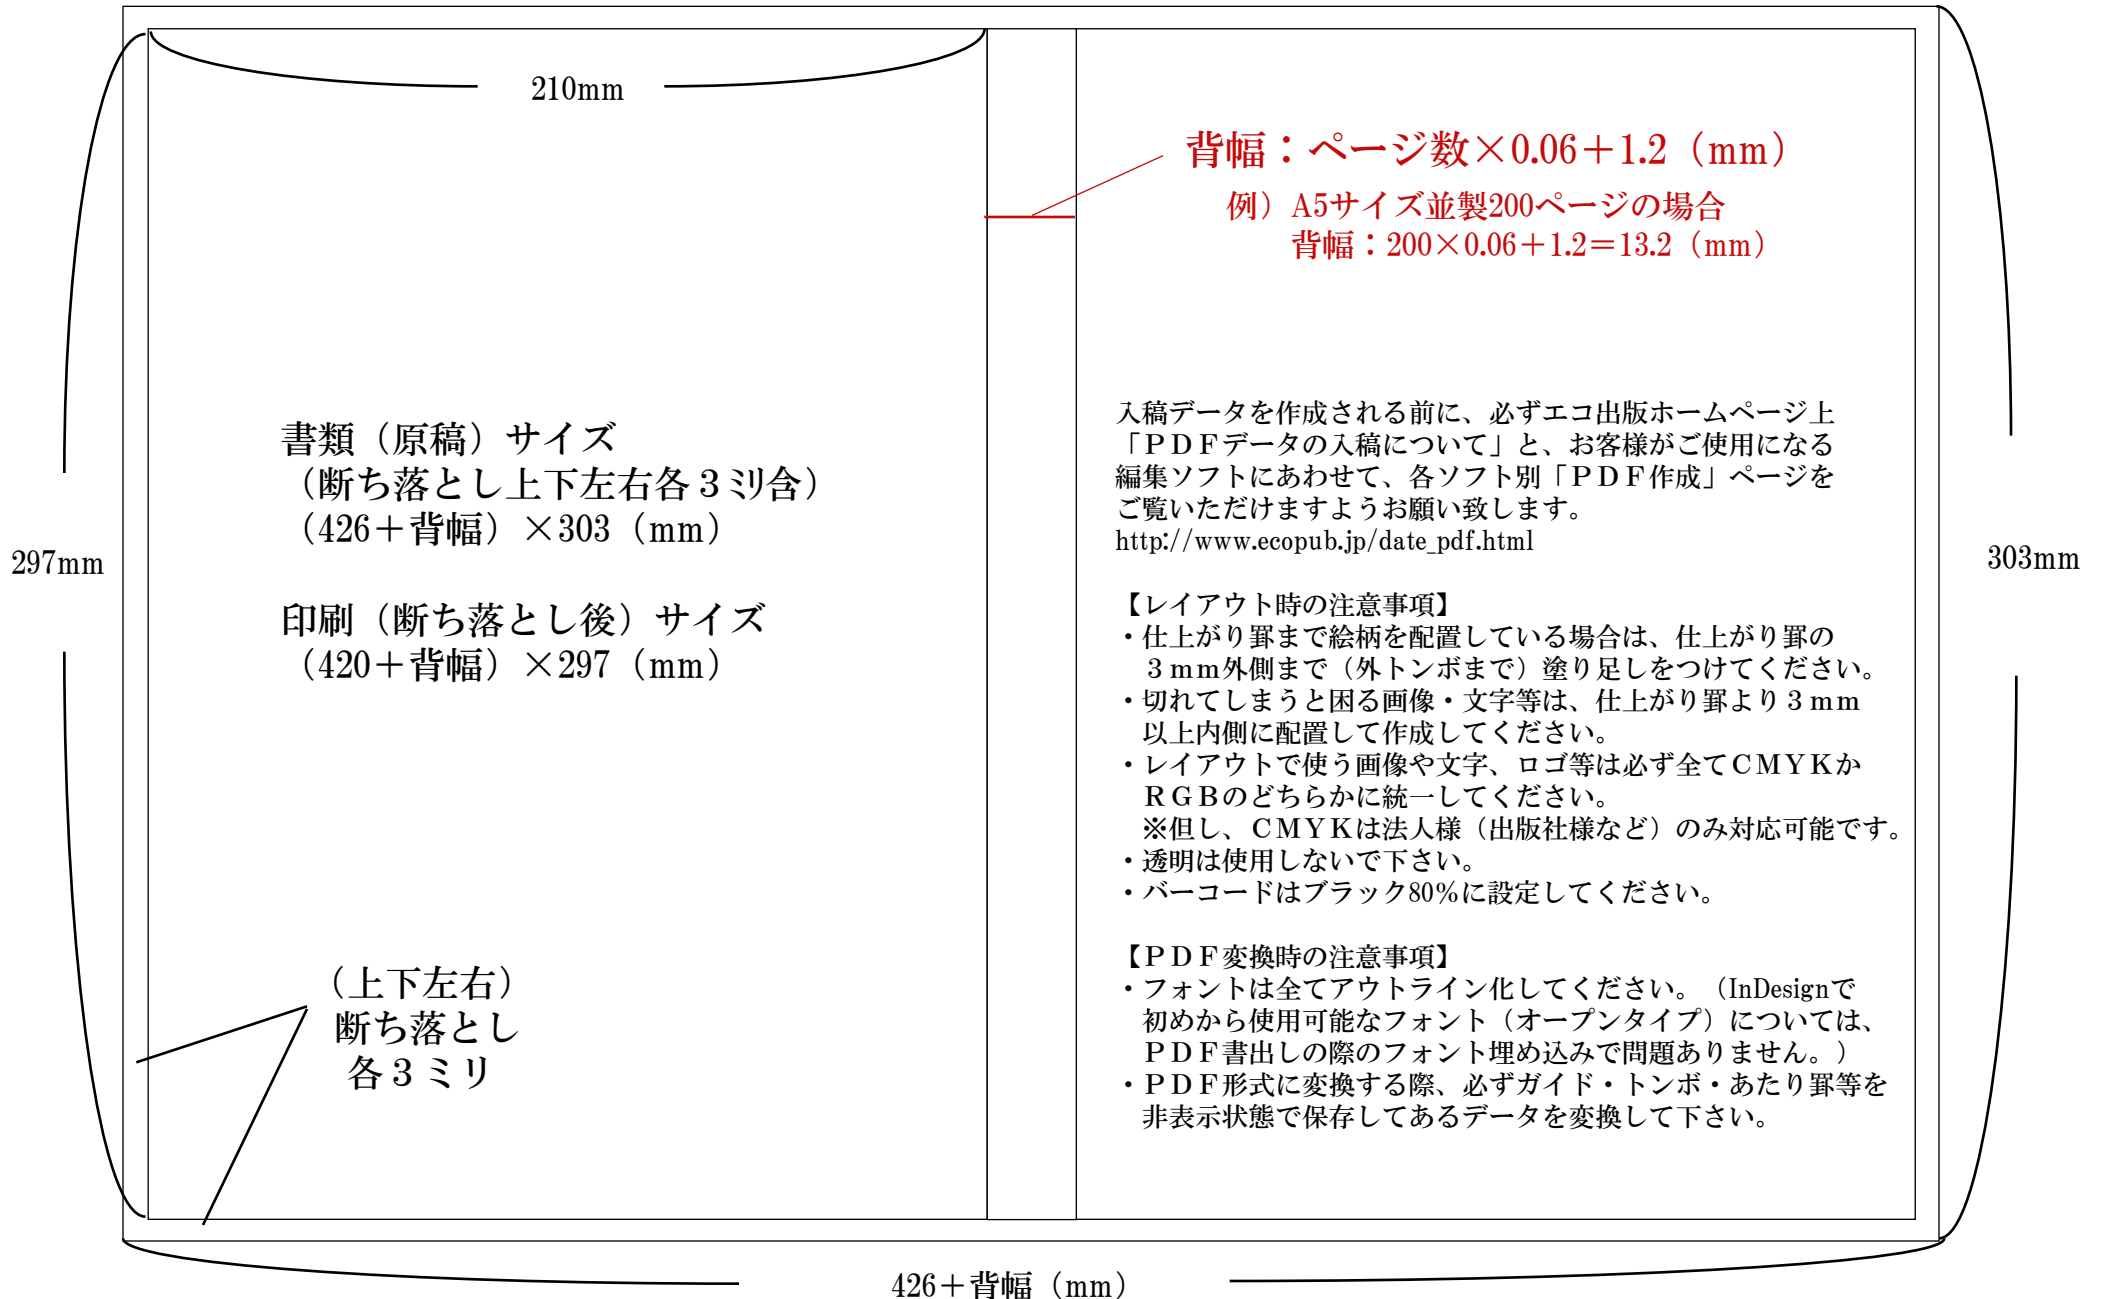 210mm
297mm
書類（原稿）サイズ
（断ち落とし上下左右各３ミリ含）
（426＋背幅）×303（mm）
印刷（断ち落とし後）サイズ
（420＋背幅）×297（mm）
（上下左右）
断ち落とし
各３ミリ
背幅：ページ数×0.06＋1.2（mm）
例）A5サイズ並製200ページの場合
背幅：200×0.06＋1.2＝13.2（mm）
入稿データを作成される前に、必ずエコ出版ホームページ上
「ＰＤＦデータの入稿について」と、お客様がご使用になる
編集ソフトにあわせて、各ソフト別「ＰＤＦ作成」ページを
ご覧いただけますようお願い致します。
http://www.ecopub.jp/date_pdf.html
【レイアウト時の注意事項】
・仕上がり罫まで絵柄を配置している場合は、仕上がり罫の
３ｍｍ外側まで（外トンボまで）塗り足しをつけてください。
・切れてしまうと困る画像・文字等は、仕上がり罫より３ｍｍ
以上内側に配置して作成してください。
・レイアウトで使う画像や文字、ロゴ等は必ず全てＣＭＹＫか
ＲＧＢのどちらかに統一してください。
※但し、ＣＭＹＫは法人様（出版社様など）のみ対応可能です。
・透明は使用しないで下さい。
・バーコードはブラック80％に設定してください。
【ＰＤＦ変換時の注意事項】
・フォントは全てアウトライン化してください。（InDesignで
初めから使用可能なフォント（オープンタイプ）については、
ＰＤＦ書出しの際のフォント埋め込みで問題ありません。）
・ＰＤＦ形式に変換する際、必ずガイド・トンボ・あたり罫等を
非表示状態で保存してあるデータを変換して下さい。
303mm
426＋背幅（mm）